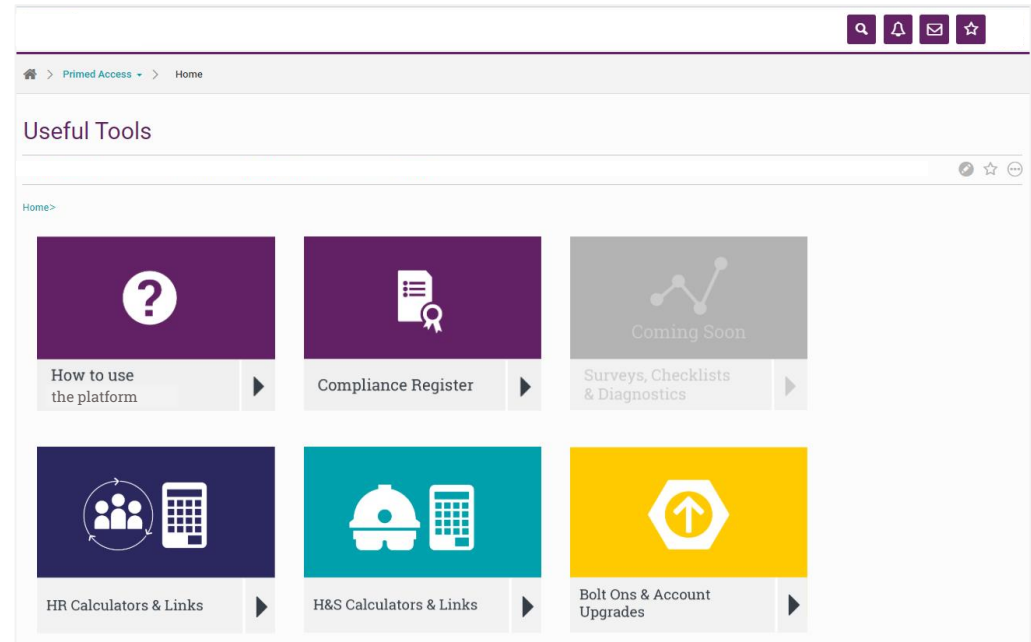 Primed Access > Home
Useful Tools
Home>
Coming Soon
How to use
the platform
Compliance Register
Surveys, Checklists
& Diagnostics
HR Calculators & Links
H&S Calculators & Links
Bolt Ons & Account
Upgrades